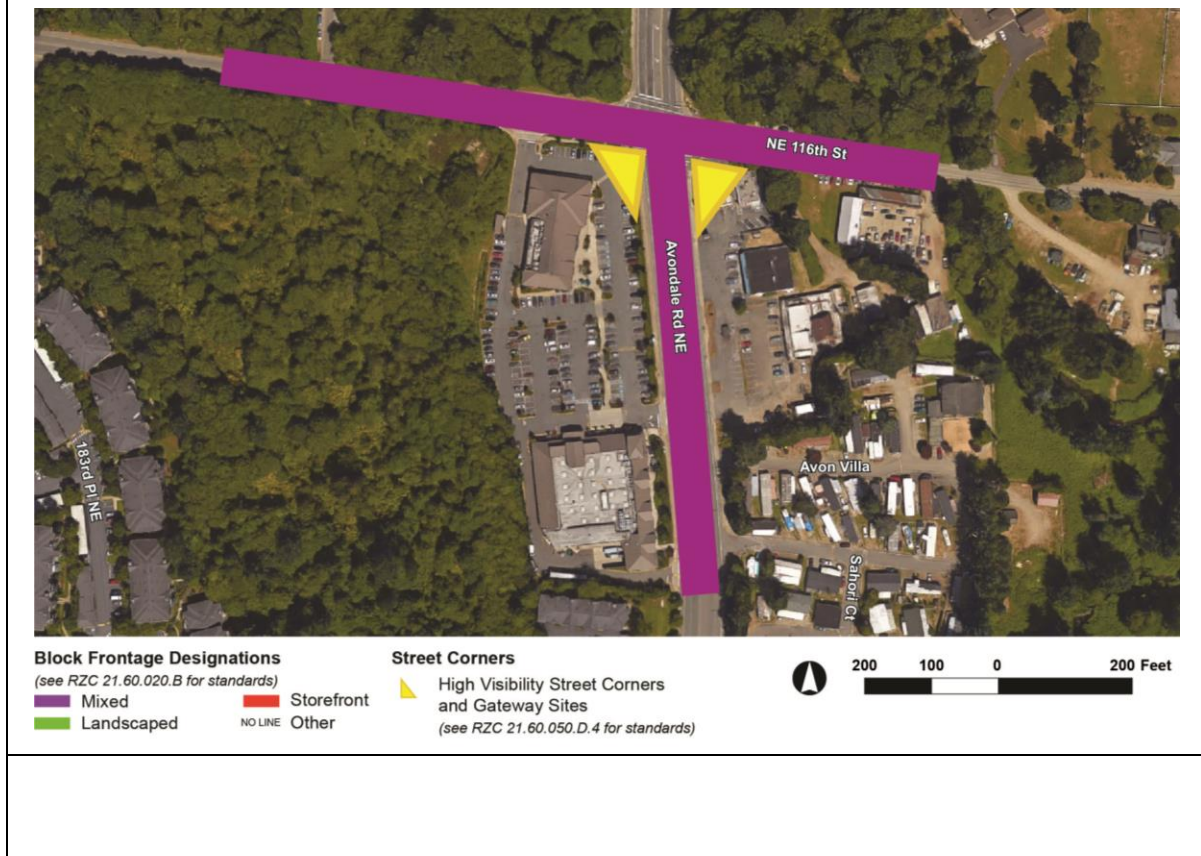 NE 116th St
Avondale Rd NE
183rd Pl NE
Avon Villa
Sahori Ct
Block Frontage Designations
(see RZC 21.60.020.B for standards)
Mixed
Landscaped
Storefront
NO LINE Other
Street Corners
High Visibility Street Corners
and Gateway Sites
(see RZC 21.60.050.D.4 for standards)
200 100 0 200 Feet